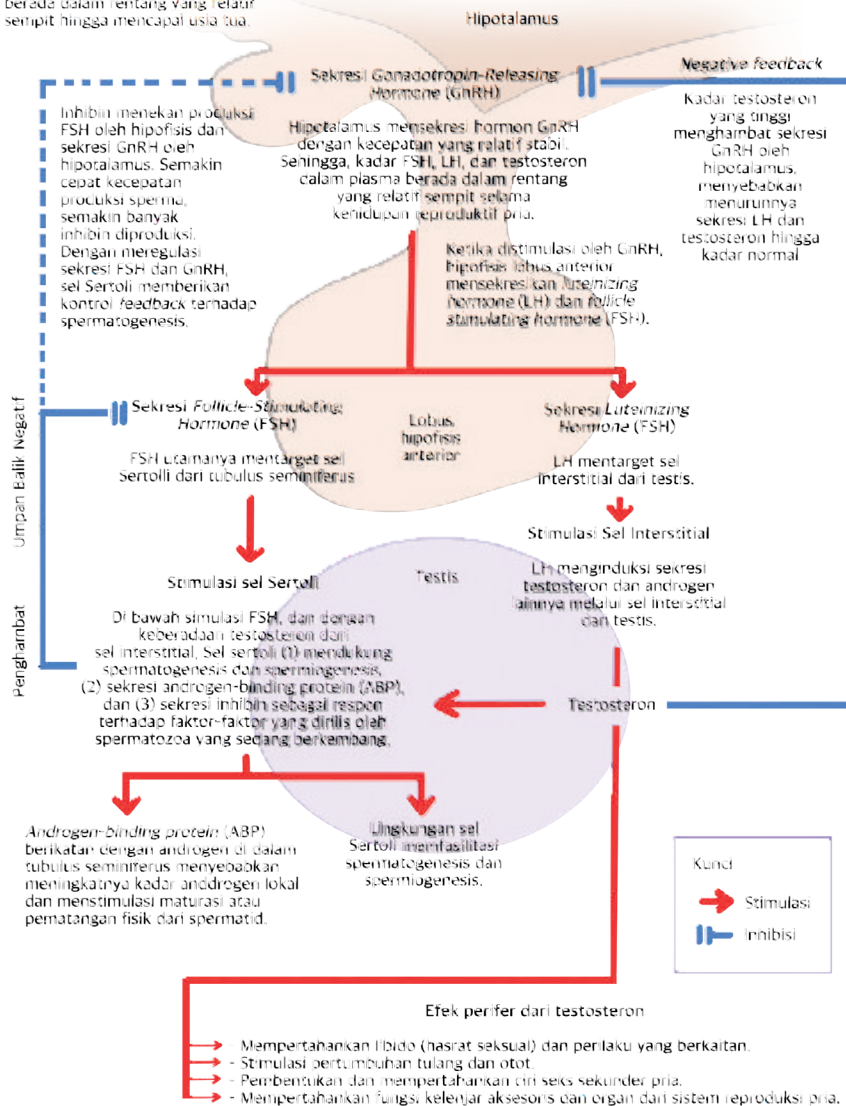 berada dalam rentang yang relatif
sempit hingga mencapai usia tua.
Hipotalamus
Sekresi Gonadotropin-Releasing
Hormone (GnRH)
Negative feedback
Inhibin menekan produksi
FSH oleh hipofisis dan
sekresi GnRH oleh
hipotalamus. Semakin
cepat kecepatan
produksi sperma,
semakin banyak
inhibin diproduksi.
Dengan meregulasi
sekresi FSH dan GnRH,
sel Sertoli memberikan
kontrol feedback terhadap
spermatogenesis.
Hipotalamus mensekresi hormon GnRH
dengan kecepatan yang relatif stabil.
Sehingga, kadar FSH, LH, dan testosteron
dalam plasma berada dalam rentang
yang relatif sempit selama
kehidupan reproduktif pria.
Kadar testosteron
yang tinggi
menghambat sekresi
GnRH oleh
hipotalamus,
menyebabkan
menurunnya
sekresi LH dan
testosteron hingga
kadar normal
Ketika distimulasi oleh GnRH,
hipofisis lobus anterior
mensekresikan luteinizing
hormone (LH) dan follicle
stimulating hormone (FSH).
Sekresi Follicle-Stimulating
Hormone (FSH)
Lobus
hipofisis
anterior
Sekresi Luteinizing
Hormone (FSH)
FSH utamanya mentarget sel
Sertolli dari tubulus seminiferus
LH mentarget sel
interstitial dari testis.
Umpan Balik Negatif
Penghambat
Stimulasi Sel Interstitial
Stimulasi sel Sertoli
Testis
LH menginduksi sekresi
testosteron dan androgen
lainnya melalui sel interstitial
dari testis.
Di bawah simulasi FSH, dan dengan
keberadaan testosteron dari
sel interstitial, Sel sertoli (1) mendukung
spermatogenesis dan spermiogenesis,
(2) sekresi androgen-binding protein (ABP),
dan (3) sekresi inhibin sebagai respon
terhadap faktor-faktor yang dirilis oleh
spermatozoa yang sedang berkembang.
Testosteron
Androgen-binding protein (ABP)
berikatan dengan androgen di dalam
tubulus seminiferus menyebabkan
meningkatnya kadar anddrogen lokal
dan menstimulasi maturasi atau
pematangan fisik dari spermatid.
Lingkungan sel
Sertoli memfasilitasi
spermatogenesis dan
spermiogenesis.
Kunci
Stimulasi
Inhibisi
Efek perifer dari testosteron
- Mempertahankan libido (hasrat seksual) dan perilaku yang berkaitan.
- Stimulasi pertumbuhan tulang dan otot.
- Pembentukan dan mempertahankan ciri seks sekunder pria.
- Mempertahankan fungsi kelenjar aksesoris dan organ dari sistem reproduksi pria.